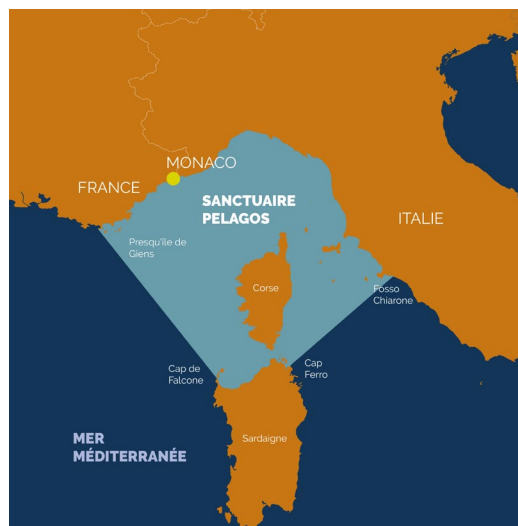 MONACO
FRANCE
SANCTUAIRE
PELAGOS
ITALIE
Presqu'île de
Giens
Corse
Fosso
Chiarone
Cap de
Falcone
Cap
Ferro
MER
MÉDITERRANÉE
Sardaigne